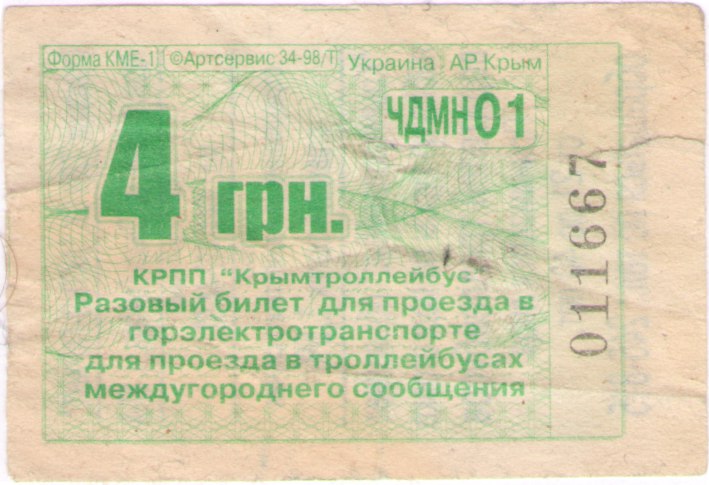 Форма КМЕ-1 ©Артсервис 34-98/Т Украина АР Крым
ЧДМН 01
4 грн.
КРПП "Крымтроллейбус"
Разовый билет для проезда в
горэлектротранспорте
для проезда в троллейбусах
междугороднего сообщения
011667